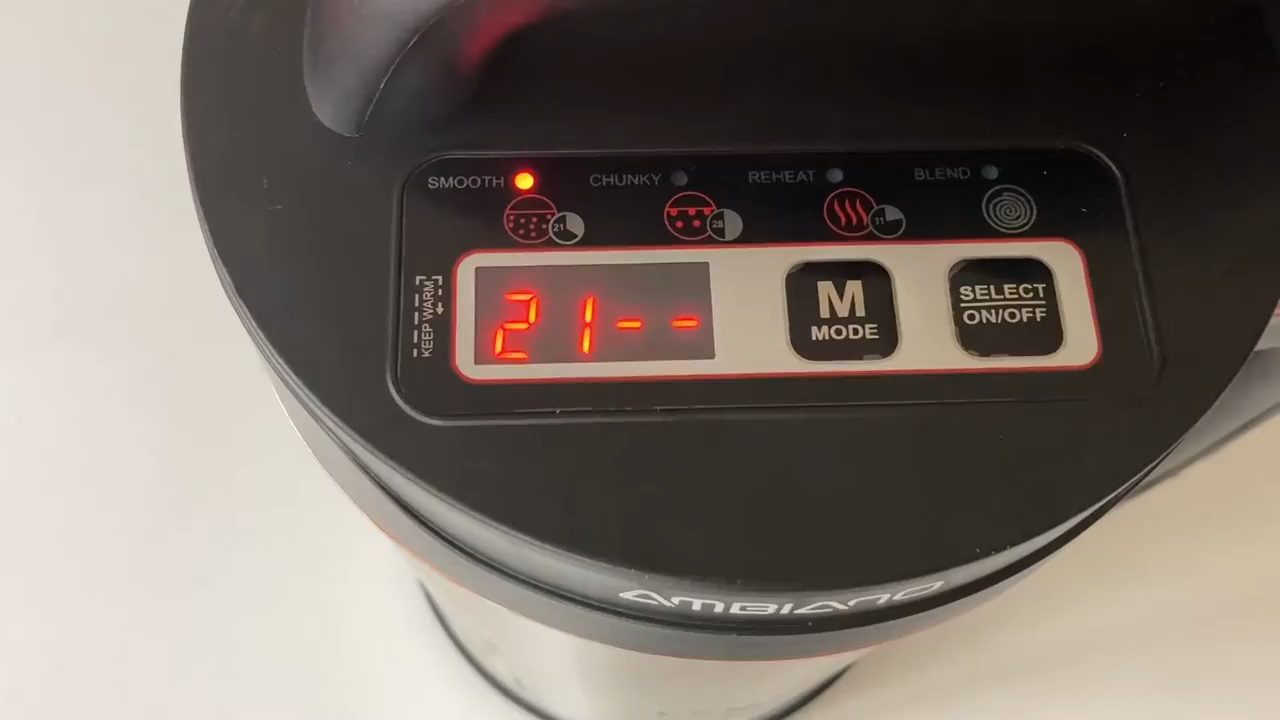 SMOOTH CHUNKY REHEAT BLEND
21 28 11
KEEP WARM
21--
M
MODE
SELECT
ON/OFF
AMBIANO